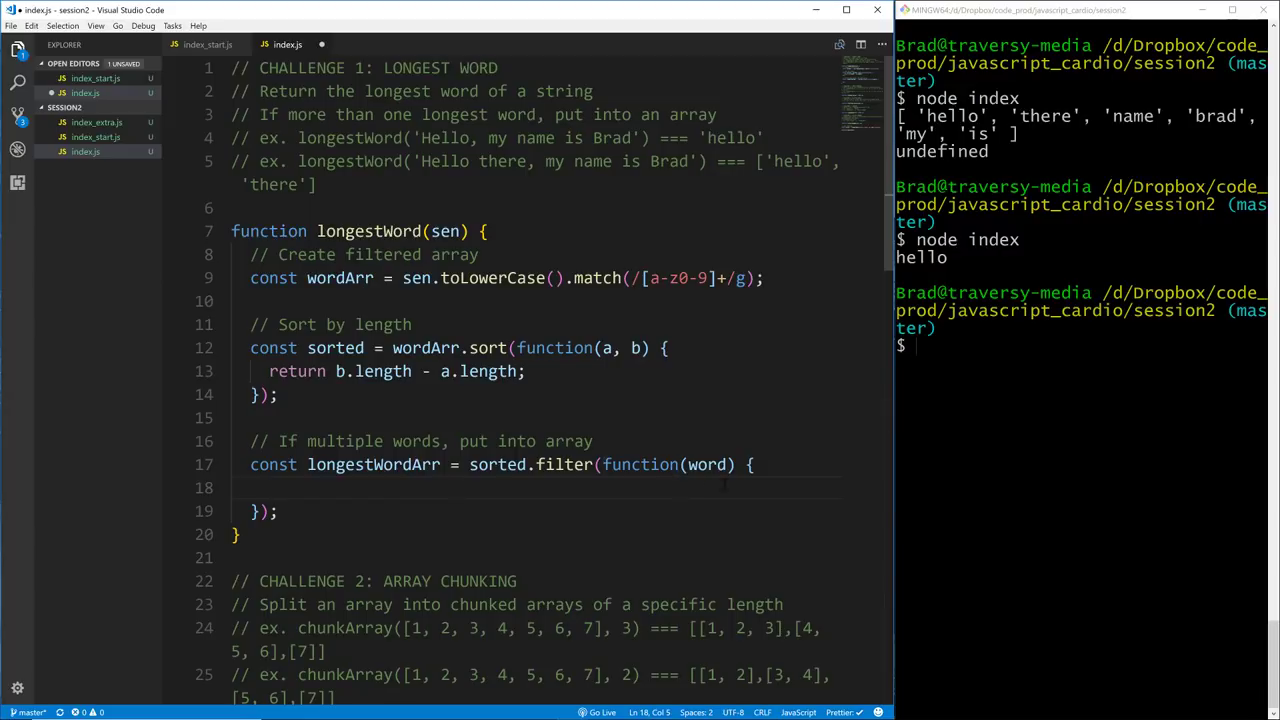 index.js - session2 - Visual Studio Code
File Edit Selection View Go Debug Tasks Help
EXPLORER
OPEN EDITORS 1 UNSAVED
index_start.js U
index.js U
SESSION2
index_extra.js U
index_start.js U
index.js U
index_start.js index.js
1 // CHALLENGE 1: LONGEST WORD
2 // Return the longest word of a string
3 // If more than one longest word, put into an array
4 // ex. longestWord('Hello, my name is Brad') === 'hello'
5 // ex. longestWord('Hello there, my name is Brad') === ['hello',
'there']
6
7 function longestWord(sen) {
8 // Create filtered array
9 const wordArr = sen.toLowerCase().match(/[a-z0-9]+/g);
10
11 // Sort by length
12 const sorted = wordArr.sort(function(a, b) {
13 return b.length - a.length;
14 });
15
16 // If multiple words, put into array
17 const longestWordArr = sorted.filter(function(word) {
18
19 });
20 }
21
22 // CHALLENGE 2: ARRAY CHUNKING
23 // Split an array into chunked arrays of a specific length
24 // ex. chunkArray([1, 2, 3, 4, 5, 6, 7], 3) === [[1, 2, 3],[4,
5, 6],[7]]
25 // ex. chunkArray([1, 2, 3, 4, 5, 6, 7], 2) === [[1, 2],[3, 4],
[5, 6],[7]]
master* 0 0 Go Live Ln 18, Col 5 Spaces: 2 UTF-8 CRLF JavaScript Prettier: ✓
MINGW64:/d/Dropbox/code_prod/javascript_cardio/session2
Brad@traversy-media /d/Dropbox/code_
prod/javascript_cardio/session2 (mas
ter)
$ node index
[ 'hello', 'there', 'name', 'brad',
'my', 'is' ]
undefined
Brad@traversy-media /d/Dropbox/code_
prod/javascript_cardio/session2 (mas
ter)
$ node index
hello
Brad@traversy-media /d/Dropbox/code_
prod/javascript_cardio/session2 (mas
ter)
$